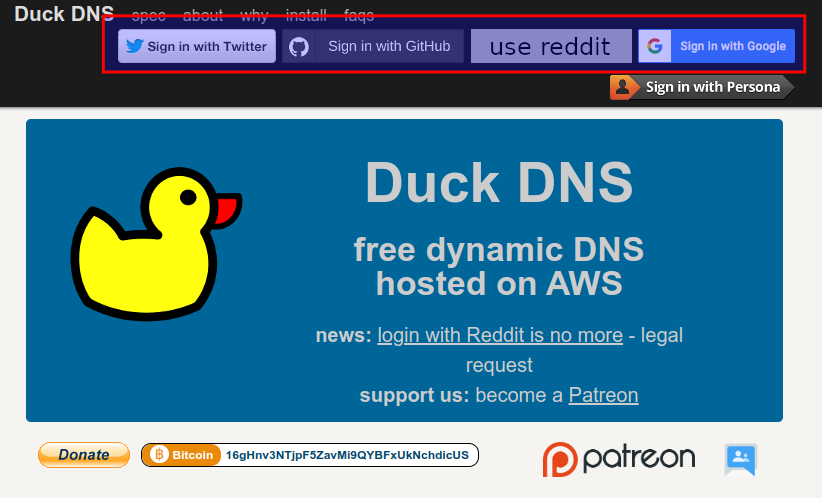 Duck DNS spec about why install faqs
Sign in with Twitter Sign in with GitHub use reddit Sign in with Google
Sign in with Persona
Duck DNS
free dynamic DNS
hosted on AWS
news: login with Reddit is no more - legal
request
support us: become a Patreon
Donate Bitcoin 16gHnv3NTjpF5ZavMi9QYBFxUkNchdicUS patreon